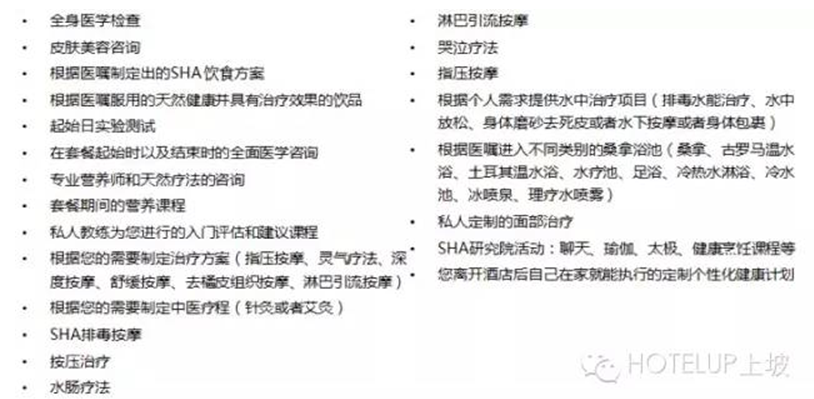 • 全身医学检查
• 皮肤美容咨询
• 根据医嘱制定出的SHA 饮食方案
• 根据医嘱服用的天然健康并具有治疗效果的饮品
• 起始日实验测试
• 在套餐起始时以及结束时的全面医学咨询
• 专业营养师和天然疗法的咨询
• 套餐期间的营养课程
• 私人教练为您进行的入门评估和建议课程
• 根据您的需要制定治疗方案（指压按摩、灵气疗法、深
度按摩、舒缓按摩、去橘皮组织按摩、淋巴引流按摩）
• 根据您的需要制定中医疗程（针灸或者艾灸）
• SHA排毒按摩
• 按压治疗
• 水肠疗法
• 淋巴引流按摩
• 哭泣疗法
• 指压按摩
• 根据个人需求提供水中治疗项目（排毒水能治疗、水中
放松、身体磨砂去死皮或者水下按摩或者身体包裹）
• 根据医嘱进入不同类别的桑拿浴池（桑拿、古罗马温水
浴、土耳其温水浴、水疗池、足浴、冷热水淋浴、冷水
池、冰喷泉、理疗水喷雾）
• 私人定制的面部治疗
• SHA研究院活动：聊天、瑜伽、太极、健康烹饪课程等
• 您离开酒店后自己在家就能执行的定制个性化健康计划
HOTELUP上坡